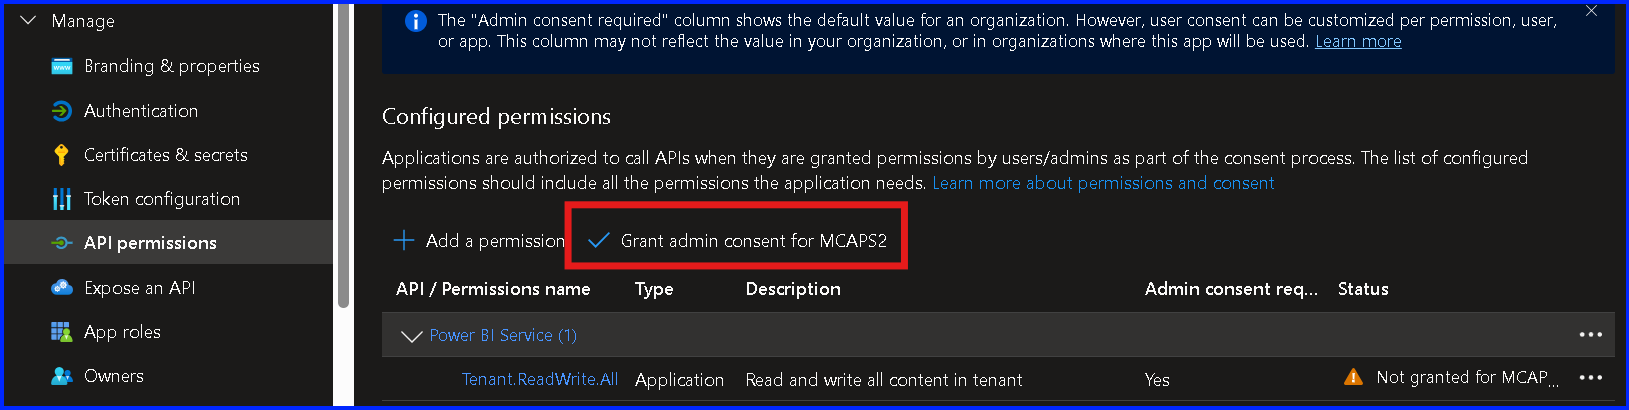 Manage
Branding & properties
Authentication
Certificates & secrets
Token configuration
API permissions
Expose an API
App roles
Owners
The "Admin consent required" column shows the default value for an organization. However, user consent can be customized per permission, user,
or app. This column may not reflect the value in your organization, or in organizations where this app will be used. Learn more
Configured permissions
Applications are authorized to call APIs when they are granted permissions by users/admins as part of the consent process. The list of configured
permissions should include all the permissions the application needs. Learn more about permissions and consent
Add a permission Grant admin consent for MCAPS2
API / Permissions name Type Description Admin consent req... Status
Power BI Service (1) ...
Tenant.ReadWrite.All Application Read and write all content in tenant Yes Not granted for MCAP... ...